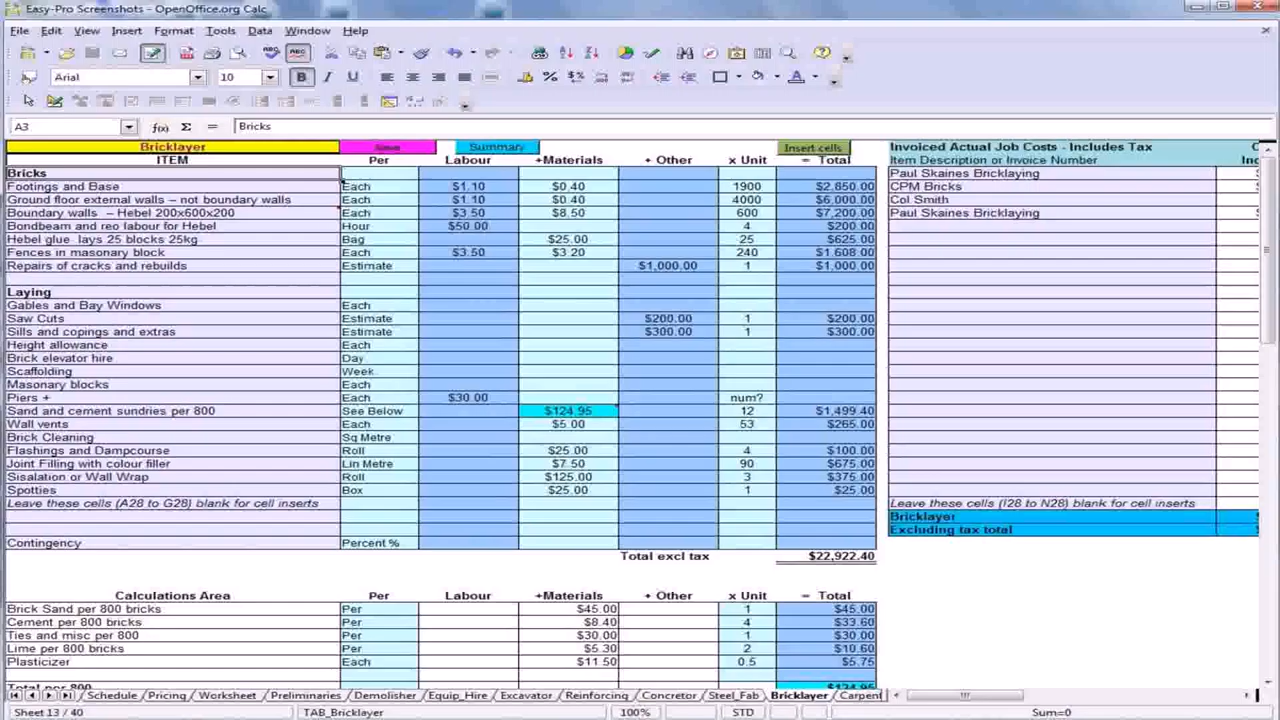 Easy-Pro Screenshots - OpenOffice.org Calc
File Edit View Insert Format Tools Data Window Help
Arial 10
A3 Bricks
Bricklayer Save Summary Insert cells Invoiced Actual Job Costs - Includes Tax
ITEM Per Labour +Materials + Other x Unit = Total Item Description or Invoice Number
Bricks Paul Skaines Bricklaying
Footings and Base Each $1.10 $0.40 1900 $2,850.00 CPM Bricks
Ground floor external walls – not boundary walls Each $1.10 $0.40 4000 $6,000.00 Col Smith
Boundary walls – Hebel 200x600x200 Each $3.50 $8.50 600 $7,200.00 Paul Skaines Bricklaying
Bondbeam and reo labour for Hebel Hour $50.00 4 $200.00
Hebel glue lays 25 blocks 25kg Bag $25.00 25 $625.00
Fences in masonary block Each $3.50 $3.20 240 $1,608.00
Repairs of cracks and rebuilds Estimate $1,000.00 1 $1,000.00
Laying
Gables and Bay Windows Each
Saw Cuts Estimate $200.00 1 $200.00
Sills and copings and extras Estimate $300.00 1 $300.00
Height allowance Each
Brick elevator hire Day
Scaffolding Week
Masonary blocks Each
Piers + Each $30.00 num?
Sand and cement sundries per 800 See Below $124.95 12 $1,499.40
Wall vents Each $5.00 53 $265.00
Brick Cleaning Sq Metre
Flashings and Dampcourse Roll $25.00 4 $100.00
Joint Filling with colour filler Lin Metre $7.50 90 $675.00
Sisalation or Wall Wrap Roll $125.00 3 $375.00
Spotties Box $25.00 1 $25.00
Leave these cells (A28 to G28) blank for cell inserts Leave these cells (I28 to N28) blank for cell inserts
Bricklayer
Excluding tax total
Contingency Percent %
Total excl tax $22,922.40
Calculations Area Per Labour +Materials + Other x Unit = Total
Brick Sand per 800 bricks Per $45.00 1 $45.00
Cement per 800 bricks Per $8.40 4 $33.60
Ties and misc per 800 Per $30.00 1 $30.00
Lime per 800 bricks Per $5.30 2 $10.60
Plasticizer Each $11.50 0.5 $5.75
Total per 800 $124.95
Schedule Pricing Worksheet Preliminaries Demolisher Equip_Hire Excavator Reinforcing Concretor Steel_Fab Bricklayer Carpent
Sheet 13 / 40 TAB_Bricklayer 100% STD Sum=0